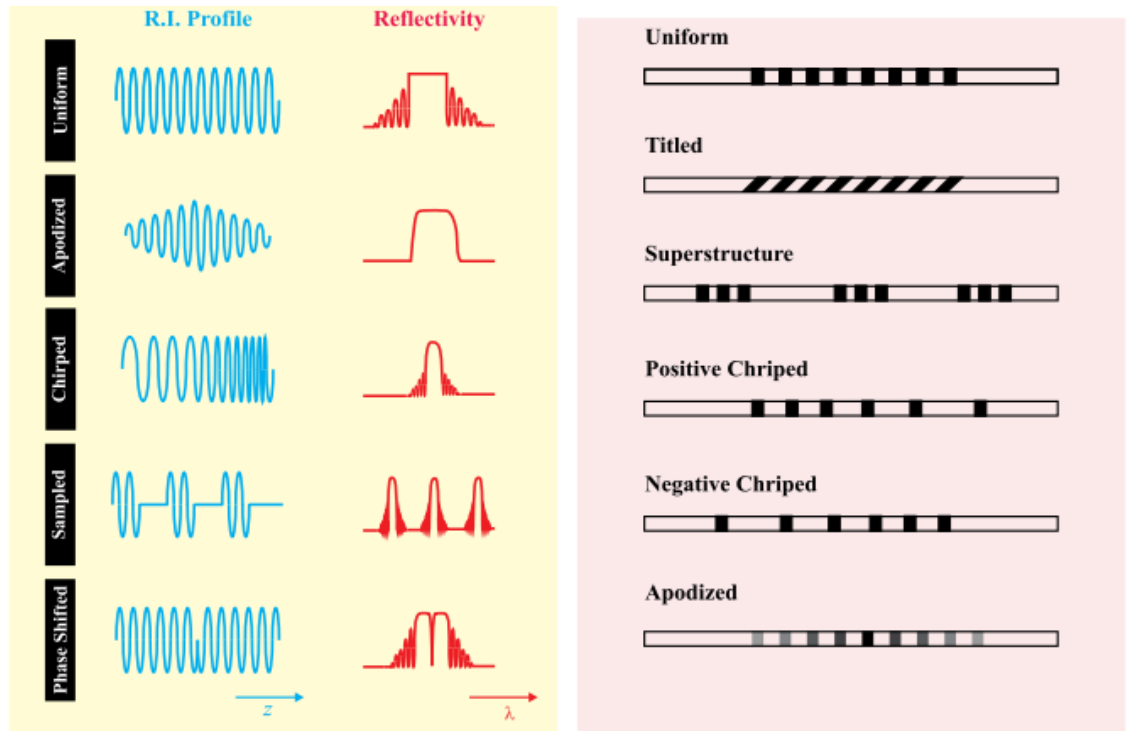 R.I. Profile
Reflectivity
Uniform
Apodized
Chirped
Sampled
Phase Shifted
z
λ
Uniform
Titled
Superstructure
Positive Chriped
Negative Chriped
Apodized